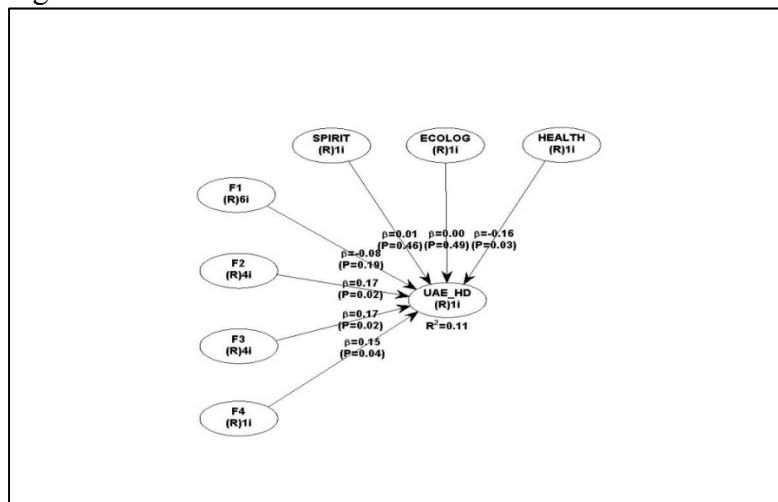 SPIRIT
(R)1i
ECOLOG
(R)1i
HEALTH
(R)1i
F1
(R)6i
β=0.01
(P=0.46)
β=0.00
(P=0.49)
β=-0.16
(P=0.03)
β=-0.08
(P=0.19)
F2
(R)4i
β=0.17
(P=0.02)
UAE_HD
(R)1i
R²=0.11
F3
(R)4i
β=0.17
(P=0.02)
β=0.15
(P=0.04)
F4
(R)1i